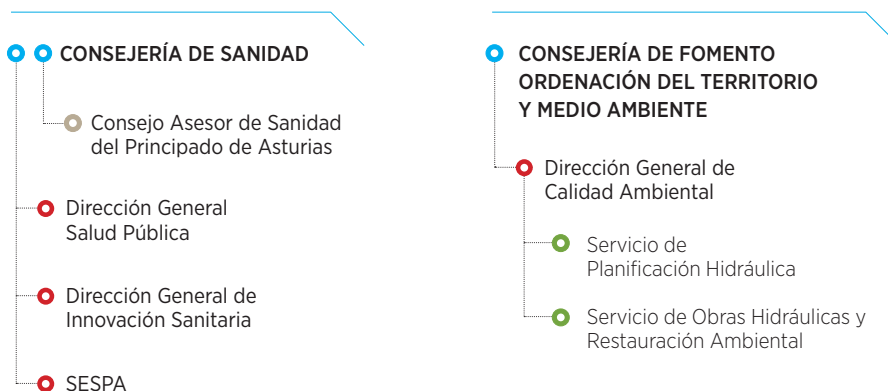 CONSEJERÍA DE SANIDAD
Consejo Asesor de Sanidad
del Principado de Asturias
Dirección General
Salud Pública
Dirección General de
Innovación Sanitaria
SESPA
CONSEJERÍA DE FOMENTO
ORDENACIÓN DEL TERRITORIO
Y MEDIO AMBIENTE
Dirección General de
Calidad Ambiental
Servicio de
Planificación Hidráulica
Servicio de Obras Hidráulicas y
Restauración Ambiental